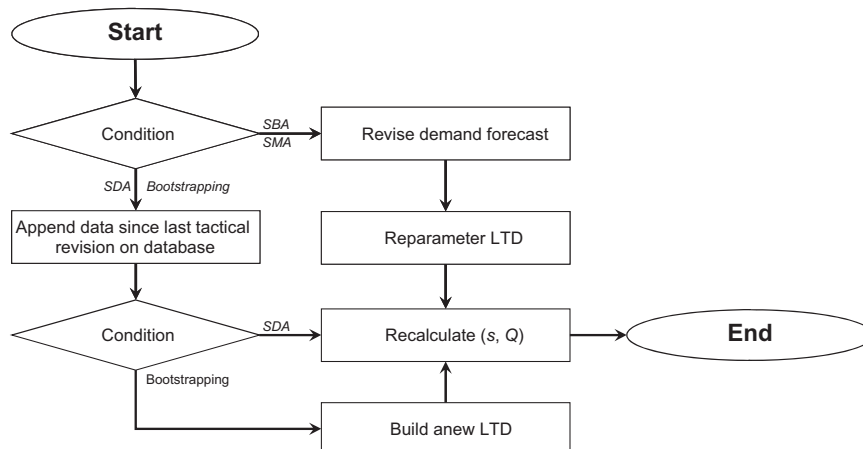 Start
Condition
SBA
SMA
Revise demand forecast
SDA Bootstrapping
Append data since last tactical
revision on database
Reparameter LTD
Condition
SDA
Recalculate (s, Q)
End
Bootstrapping
Build anew LTD